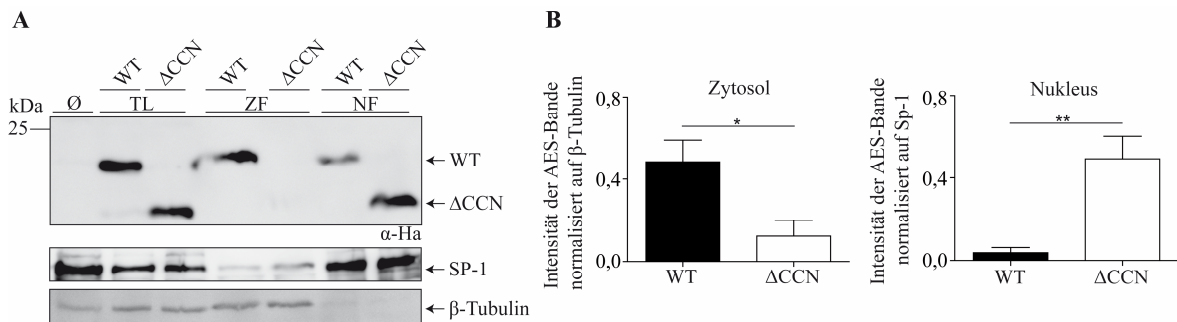 A
WT ΔCCN WT ΔCCN WT ΔCCN
kDa Ø TL ZF NF
25
WT
ΔCCN
α-Ha
SP-1
β-Tubulin
B
Intensität der AES-Bande
normalisiert auf β-Tubulin
Zytosol
0,8
*
0,4
0,0
WT ΔCCN
Intensität der AES-Bande
normalisiert auf Sp-1
Nukleus
0,8
**
0,4
0,0
WT ΔCCN